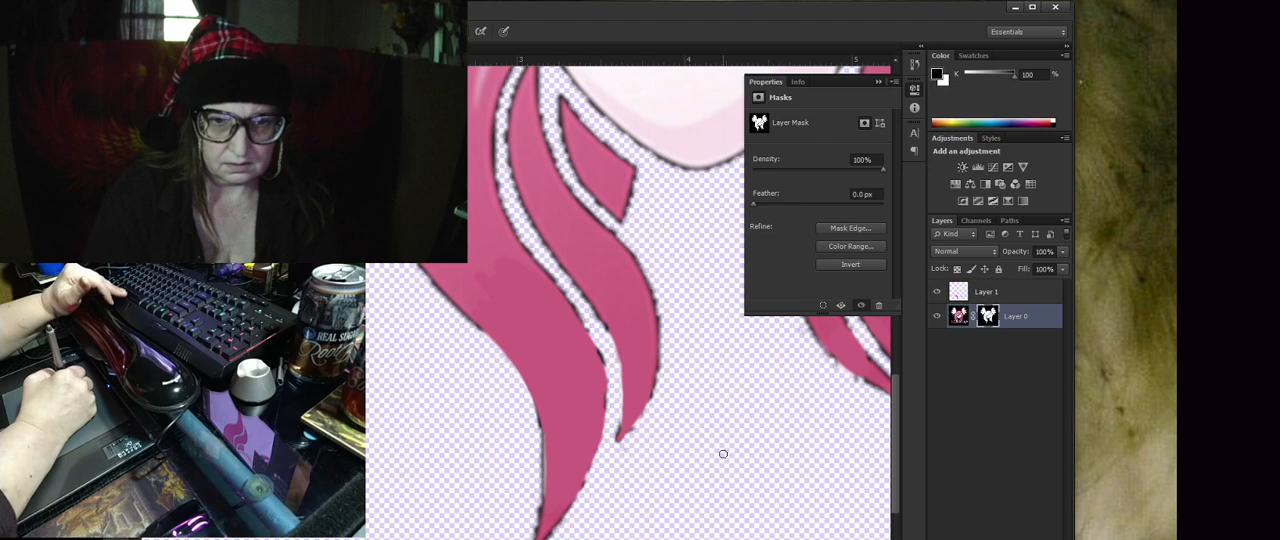 Essentials
3
4
5
Properties
Info
Masks
Layer Mask
Density:
100%
Feather:
0.0 px
Refine:
Mask Edge...
Color Range...
Invert
Color
Swatches
K
100
%
Adjustments
Styles
Add an adjustment
Layers
Channels
Paths
Kind
Normal
Opacity:
100%
Lock:
Fill:
100%
Layer 1
Layer 0
REAL SUGAR